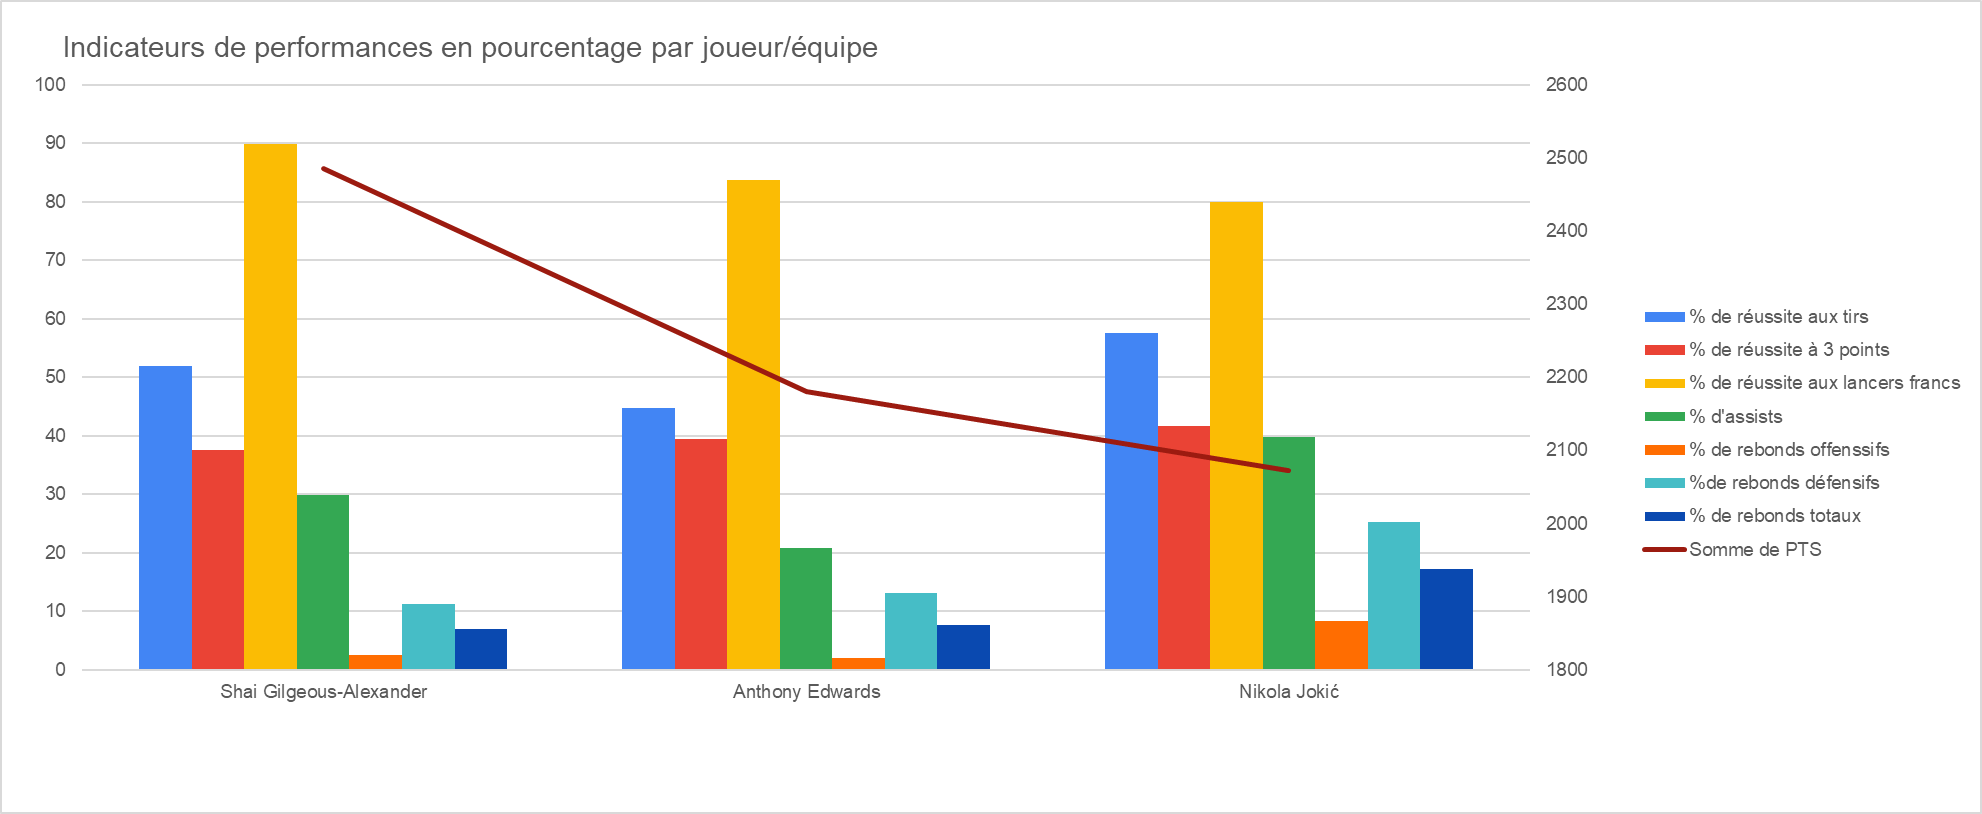 Indicateurs de performances en pourcentage par joueur/équipe
100
90
80
70
60
50
40
30
20
10
0
2600
2500
2400
2300
2200
2100
2000
1900
1800
Shai Gilgeous-Alexander
Anthony Edwards
Nikola Jokić
% de réussite aux tirs
% de réussite à 3 points
% de réussite aux lancers francs
% d'assists
% de rebonds offenssifs
%de rebonds défensifs
% de rebonds totaux
Somme de PTS